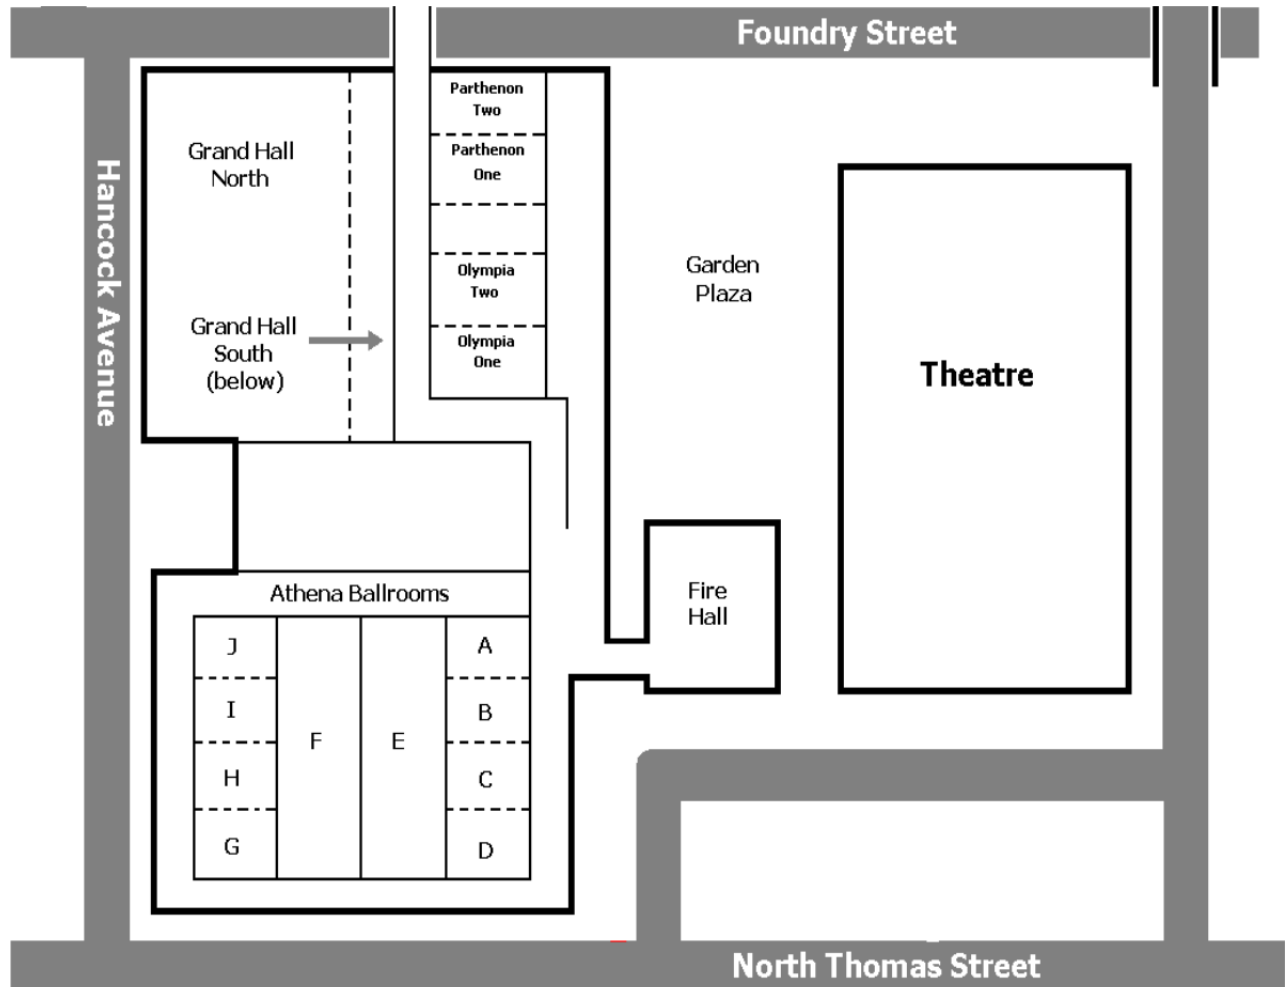 Foundry Street
Parthenon
Two
Grand Hall
North
Parthenon
One
Hancock Avenue
Garden
Plaza
Olympia
Two
Grand Hall
South
(below)
Olympia
One
Theatre
Athena Ballrooms
Fire
Hall
J
A
I
B
F
E
H
C
G
D
North Thomas Street